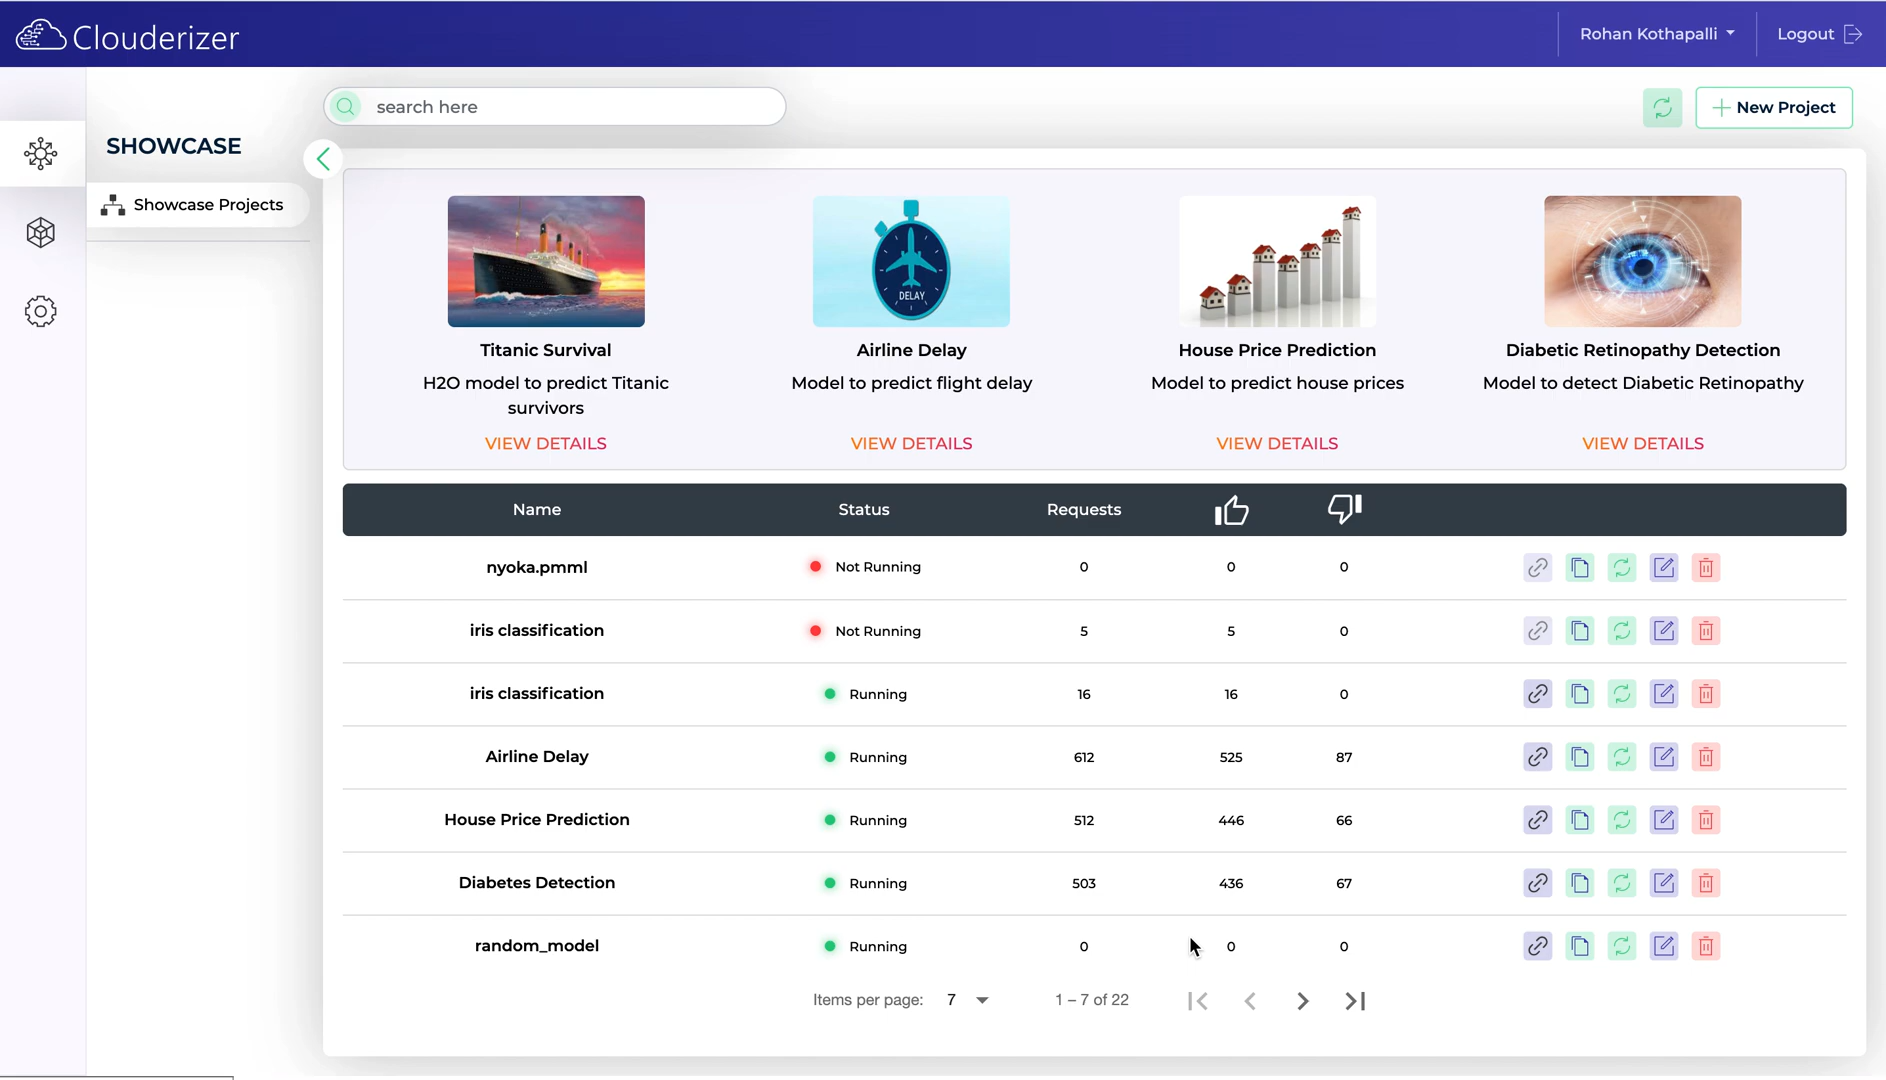 Clouderizer
Rohan Kothapalli
Logout
search here
New Project
SHOWCASE
Showcase Projects
DELAY
Titanic Survival
H2O model to predict Titanic
survivors
VIEW DETAILS
Airline Delay
Model to predict flight delay
VIEW DETAILS
House Price Prediction
Model to predict house prices
VIEW DETAILS
Diabetic Retinopathy Detection
Model to detect Diabetic Retinopathy
VIEW DETAILS
Name Status Requests
nyoka.pmml Not Running 0 0 0
iris classification Not Running 5 5 0
iris classification Running 16 16 0
Airline Delay Running 612 525 87
House Price Prediction Running 512 446 66
Diabetes Detection Running 503 436 67
random_model Running 0 0 0
Items per page: 7 1 – 7 of 22